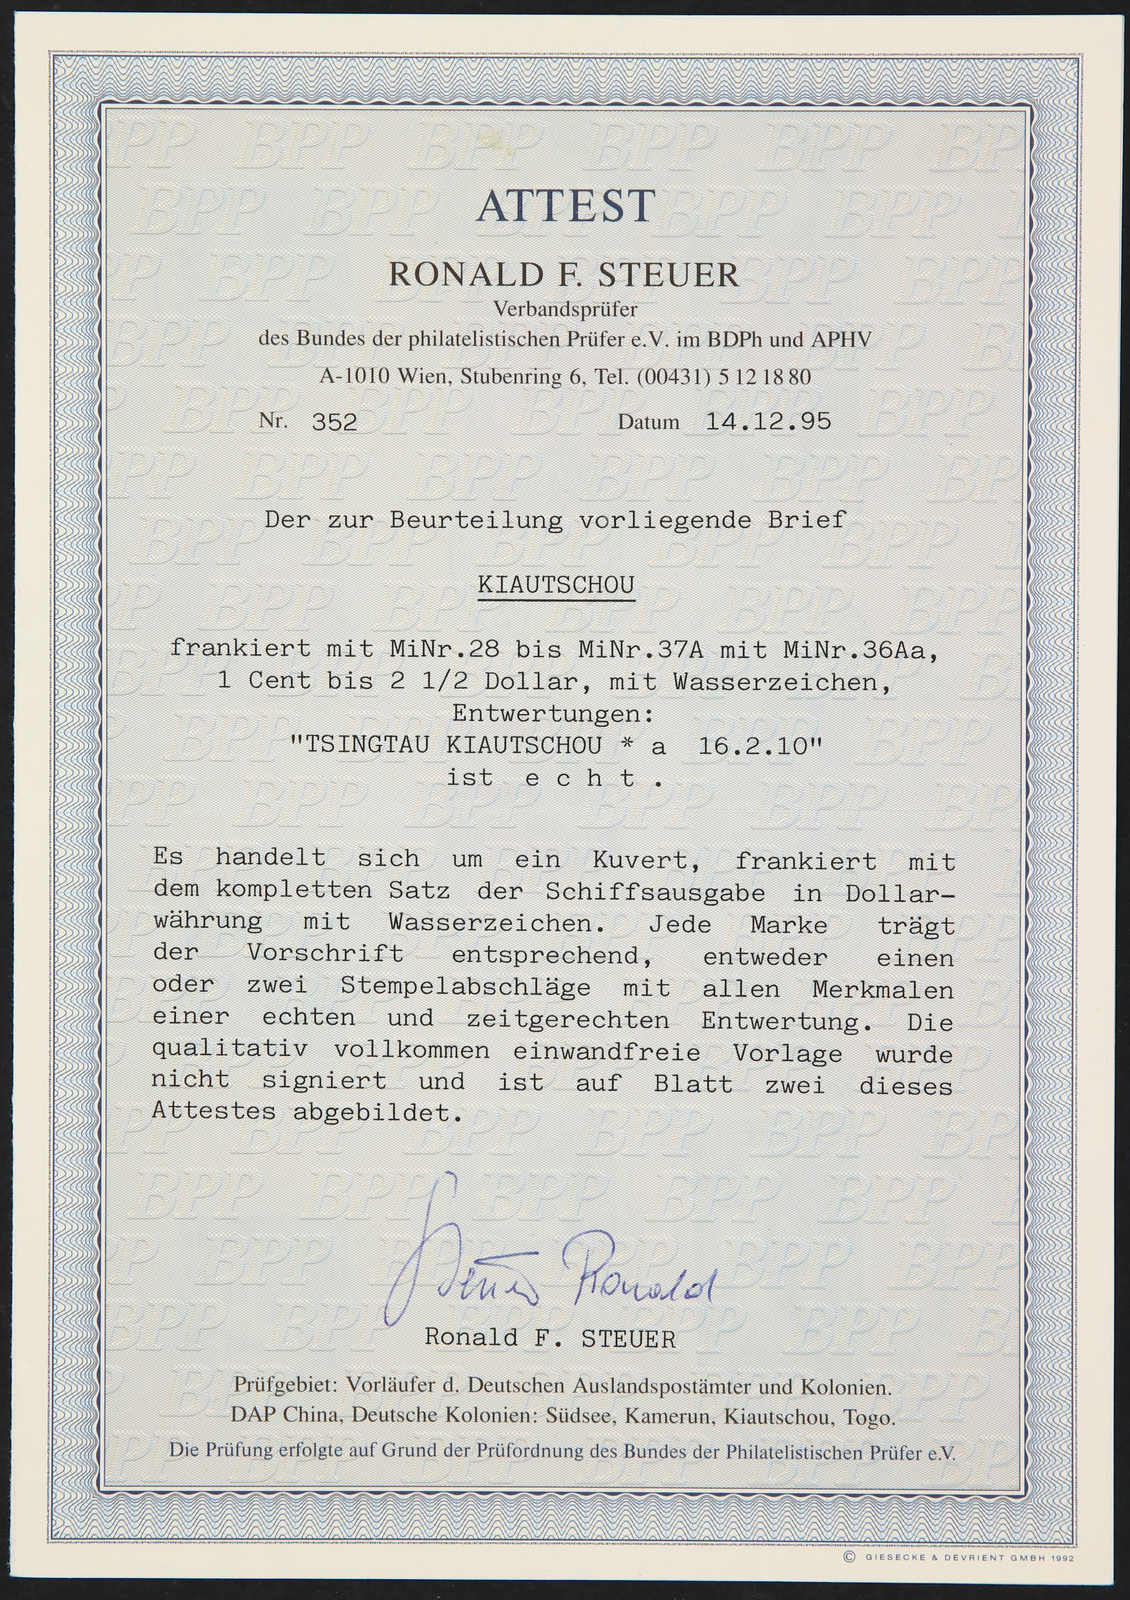 ATTEST
RONALD F. STEUER
Verbandsprüfer
des Bundes der philatelistischen Prüfer e.V. im BDPh und APHV
A-1010 Wien, Stubenring 6, Tel. (00431) 5 12 18 80
Nr. 352 Datum 14.12.95
Der zur Beurteilung vorliegende Brief
KIAUTSCHOU
frankiert mit MiNr.28 bis MiNr.37A mit MiNr.36Aa,
1 Cent bis 2 1/2 Dollar, mit Wasserzeichen,
Entwertungen:
"TSINGTAU KIAUTSCHOU * a 16.2.10"
ist e c h t .
Es handelt sich um ein Kuvert, frankiert mit
dem kompletten Satz der Schiffsausgabe in Dollar-
währung mit Wasserzeichen. Jede Marke trägt
der Vorschrift entsprechend, entweder einen
oder zwei Stempelabschläge mit allen Merkmalen
einer echten und zeitgerechten Entwertung. Die
qualitativ vollkommen einwandfreie Vorlage wurde
nicht signiert und ist auf Blatt zwei dieses
Attestes abgebildet.
Steuer Ronald
Ronald F. STEUER
Prüfgebiet: Vorläufer d. Deutschen Auslandspostämter und Kolonien.
DAP China, Deutsche Kolonien: Südsee, Kamerun, Kiautschou, Togo.
Die Prüfung erfolgte auf Grund der Prüfordnung des Bundes der Philatelistischen Prüfer e.V.
© GIESECKE & DEVRIENT GMBH 1992